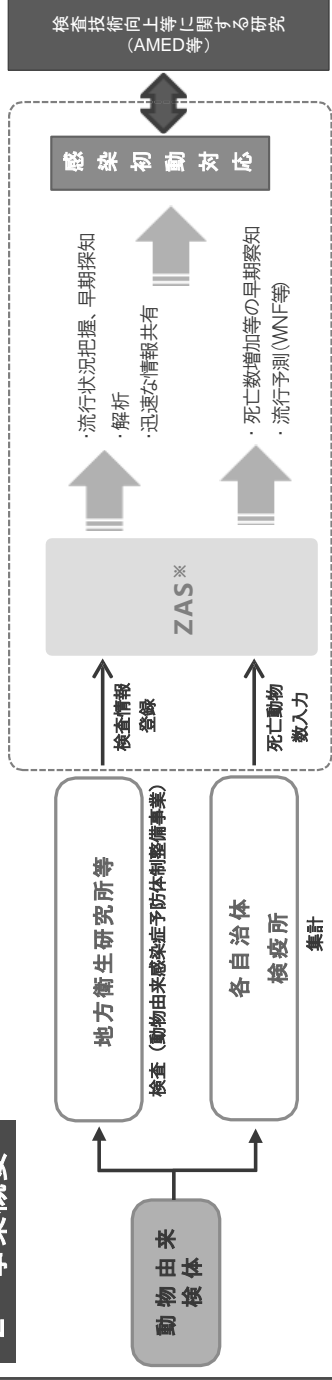 動物由来
検体
地方衛生研究所等
検査（動物由来感染症予防体制整備事業）
各自治体
検疫所
集計
検査情報
登録
死亡動物
数入力
ZAS※
・流行状況把握、早期探知
・解析
・迅速な情報共有
・死亡数増加等の早期察知
・流行予測（WNF等）
感染初動対応
検査技術向上等に関する研究
（AMED等）